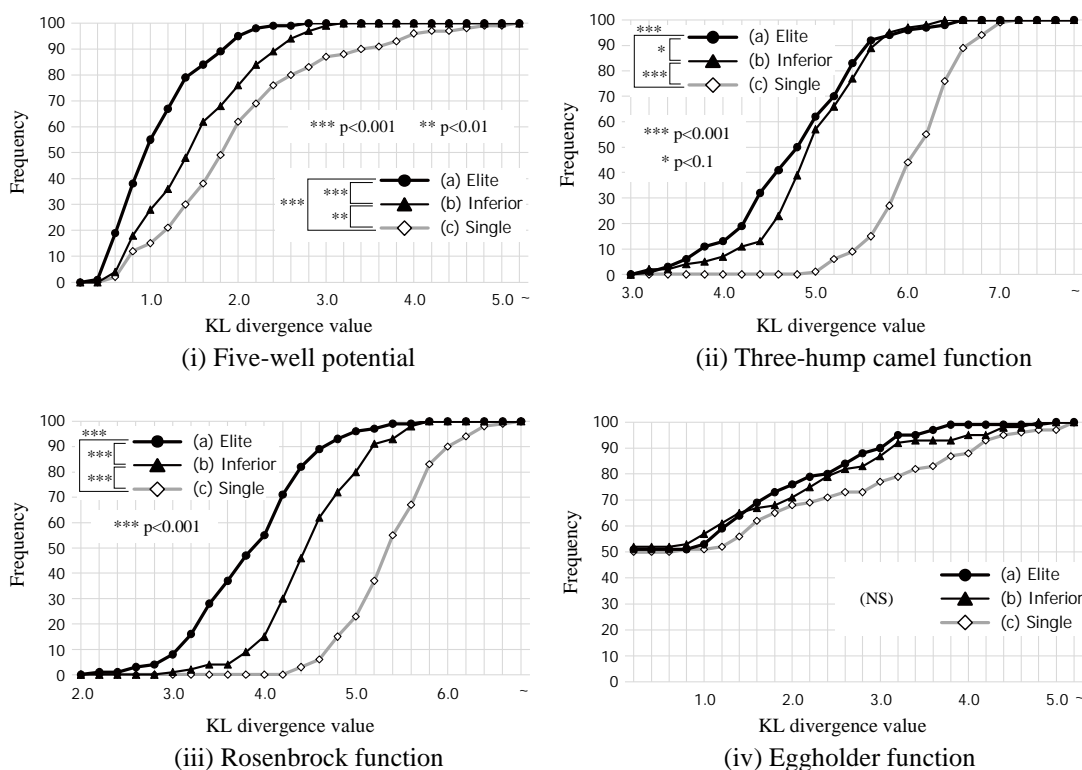 100
90
80
70
60
50
40
30
20
10
0
Frequency
*** p<0.001 ** p<0.01
(a) Elite
(b) Inferior
(c) Single
***
***
**
1.0 2.0 3.0 4.0 5.0 ~
KL divergence value
(i) Five-well potential
100
90
80
70
60
50
40
30
20
10
0
Frequency
***
*
***
(a) Elite
(b) Inferior
(c) Single
*** p<0.001
* p<0.1
3.0 4.0 5.0 6.0 7.0 ~
KL divergence value
(ii) Three-hump camel function
100
90
80
70
60
50
40
30
20
10
0
Frequency
***
***
***
(a) Elite
(b) Inferior
(c) Single
*** p<0.001
2.0 3.0 4.0 5.0 6.0 ~
KL divergence value
(iii) Rosenbrock function
100
90
80
70
60
50
40
30
20
10
0
Frequency
(NS)
(a) Elite
(b) Inferior
(c) Single
1.0 2.0 3.0 4.0 5.0 ~
KL divergence value
(iv) Eggholder function